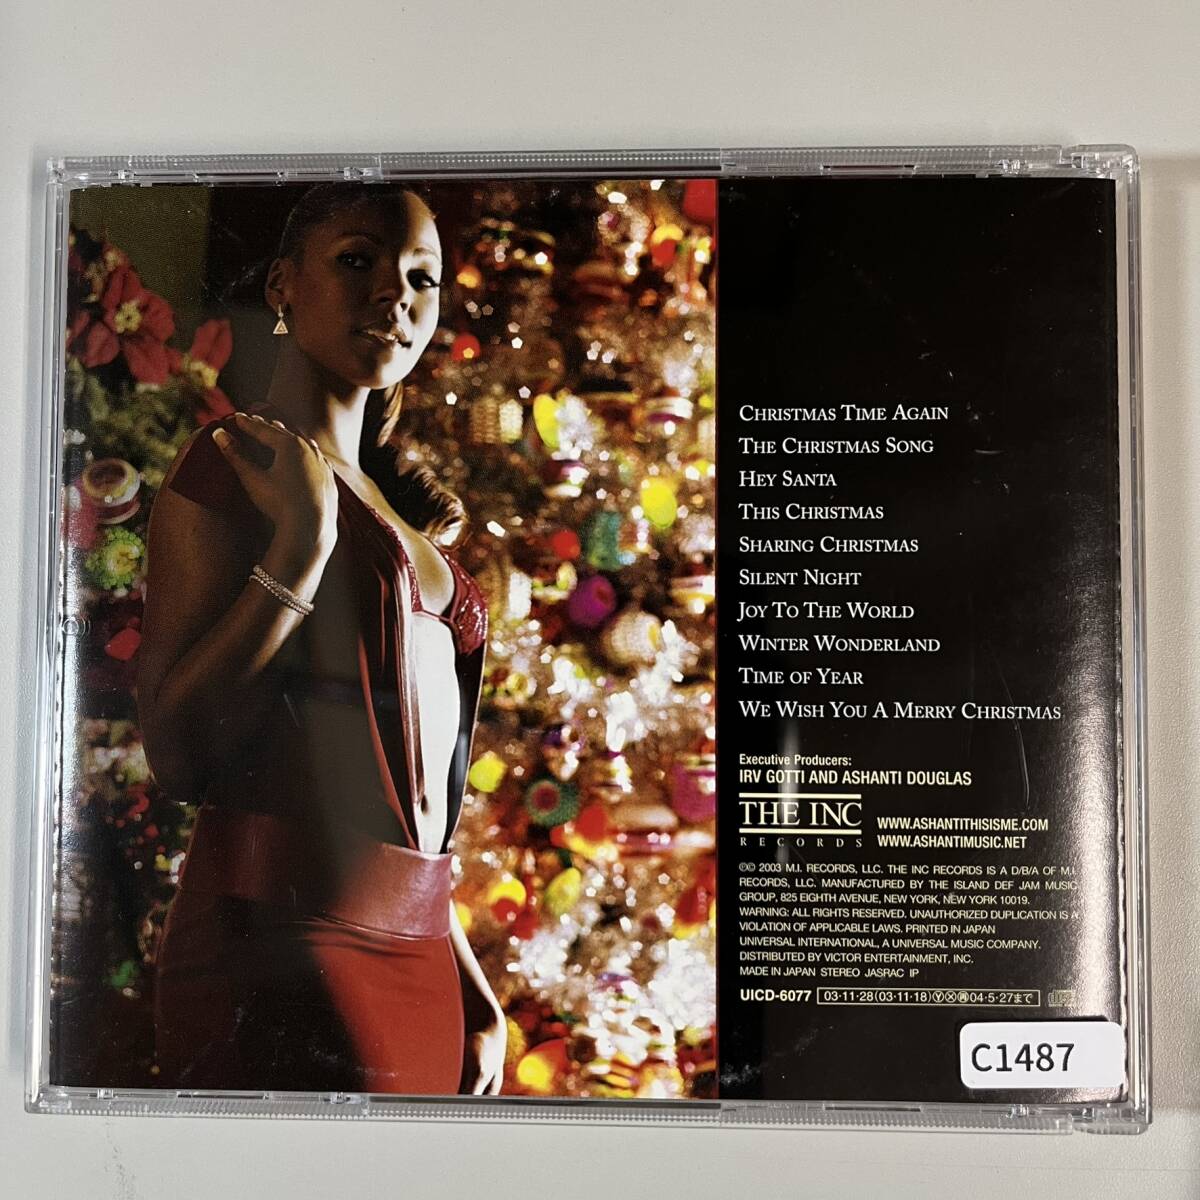 CHRISTMAS TIME AGAIN
THE CHRISTMAS SONG
HEY SANTA
THIS CHRISTMAS
SHARING CHRISTMAS
SILENT NIGHT
JOY TO THE WORLD
WINTER WONDERLAND
TIME OF YEAR
WE WISH YOU A MERRY CHRISTMAS
Executive Producers:
IRV GOTTI AND ASHANTI DOUGLAS
THE INC
RECORDS
WWW.ASHANTITHISISME.COM
WWW.ASHANTIMUSIC.NET
℗© 2003 M.I. RECORDS, LLC. THE INC RECORDS IS A D/B/A OF M.I.
RECORDS, LLC. MANUFACTURED BY THE ISLAND DEF JAM MUSIC
GROUP, 825 EIGHTH AVENUE, NEW YORK, NEW YORK 10019.
WARNING: ALL RIGHTS RESERVED. UNAUTHORIZED DUPLICATION IS A
VIOLATION OF APPLICABLE LAWS. PRINTED IN JAPAN
UNIVERSAL INTERNATIONAL, A UNIVERSAL MUSIC COMPANY.
DISTRIBUTED BY VICTOR ENTERTAINMENT, INC.
MADE IN JAPAN STEREO JASRAC IP
UICD-6077 03·11·28(03·11·18)ⓎⓍ㊢04·5·27まで
C1487